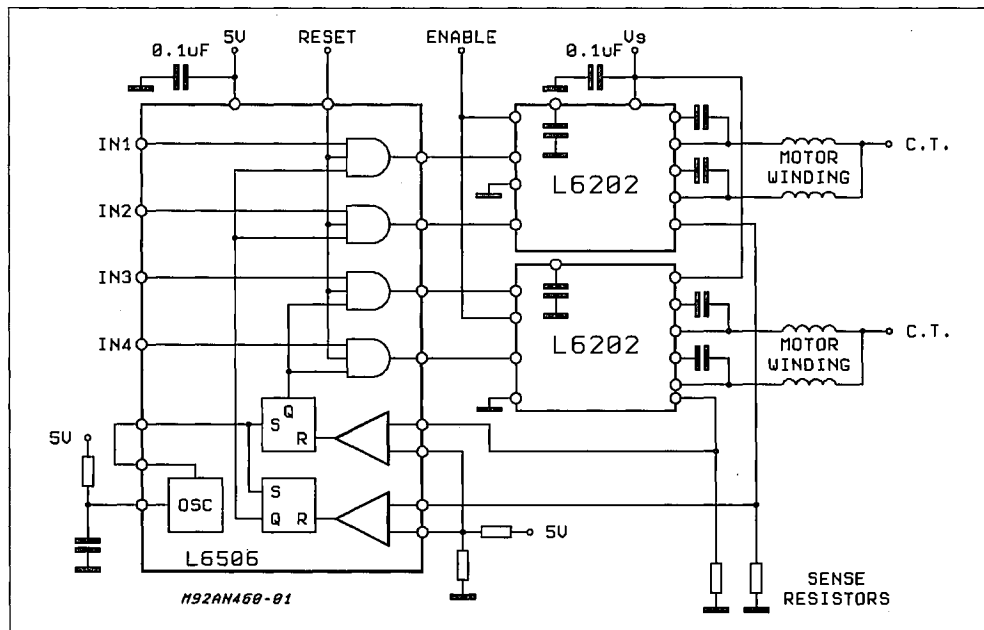 5V
RESET
ENABLE
Vs
0.1uF
0.1uF
IN1
IN2
IN3
IN4
L6202
L6202
MOTOR
WINDING
C.T.
MOTOR
WINDING
C.T.
Q
S
R
S
Q
R
5V
OSC
5V
L6506
SENSE
RESISTORS
M92AN460-01